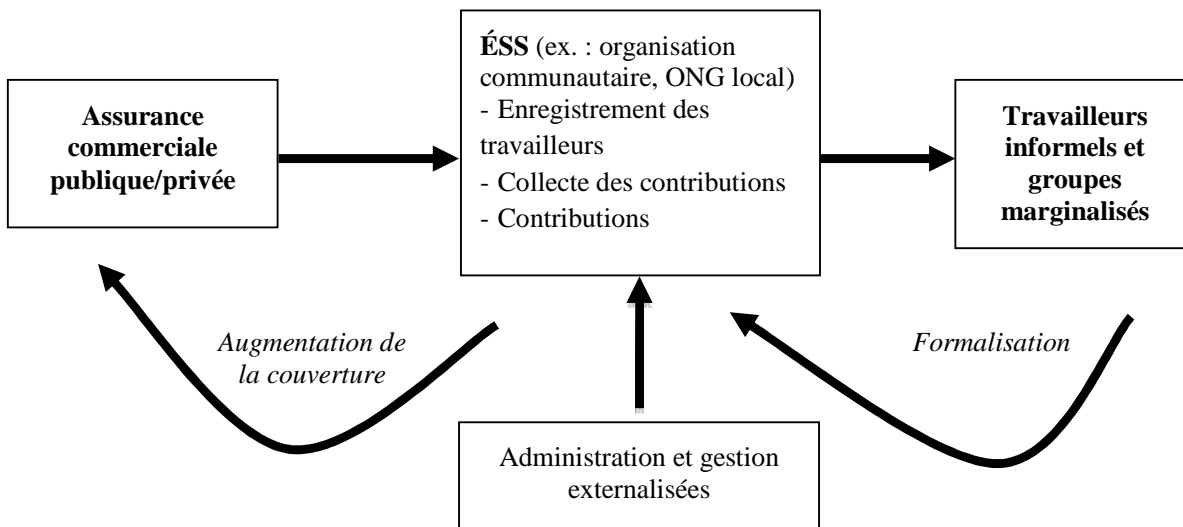 Assurance
commerciale
publique/privée
ÉSS (ex. : organisation
communautaire, ONG local)
- Enregistrement des
travailleurs
- Collecte des contributions
- Contributions
Travailleurs
informels et
groupes
marginalisés
Augmentation de
la couverture
Formalisation
Administration et gestion
externalisées